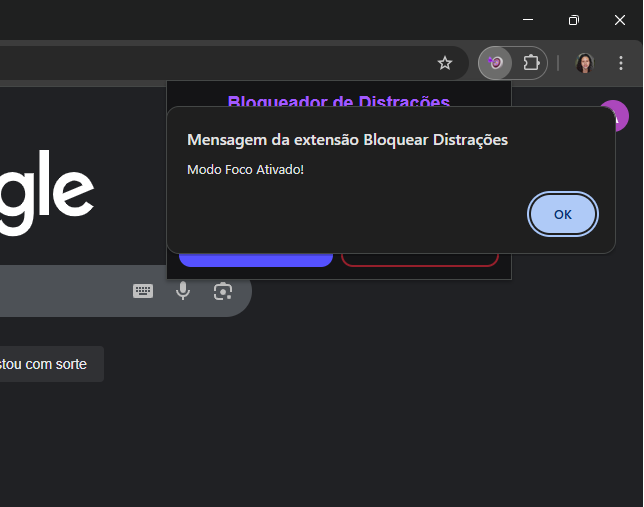 Bloqueador de Distrações
Mensagem da extensão Bloquear Distrações
Modo Foco Ativado!
OK
gle
stou com sorte